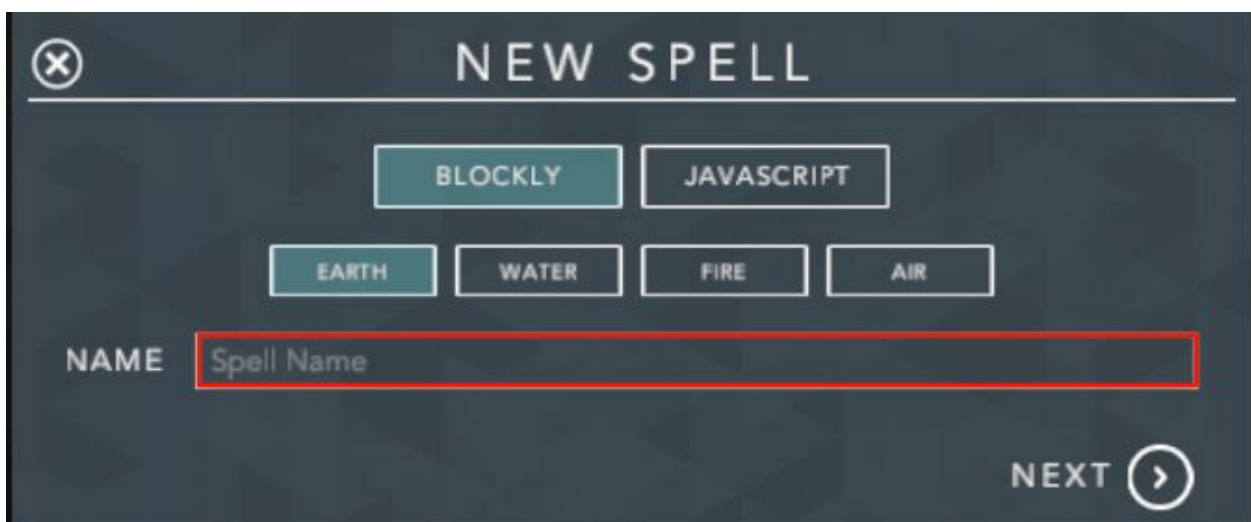 NEW SPELL
BLOCKLY JAVASCRIPT
EARTH WATER FIRE AIR
NAME Spell Name
NEXT